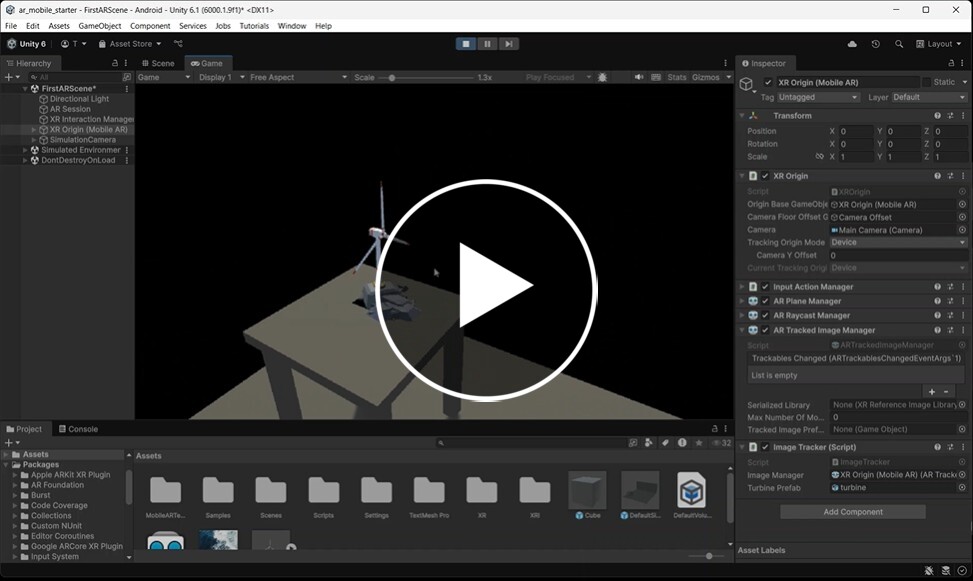 ar_mobile_starter - FirstARScene - Android - Unity 6.1 (6000.1.9f1)* <DX11>
File Edit Assets GameObject Component Services Jobs Tutorials Window Help
Unity 6 T Asset Store Layout
Hierarchy
All
FirstARScene*
Directional Light
AR Session
XR Interaction Manage
XR Origin (Mobile AR)
SimulationCamera
Simulated Environmer
DontDestroyOnLoad
Scene Game
Game Display 1 Free Aspect Scale 1.3x Play Focused Stats Gizmos
Inspector
XR Origin (Mobile AR) Static
Tag Untagged Layer Default
Transform
Position X 0 Y 0 Z 0
Rotation X 0 Y 0 Z 0
Scale X 1 Y 1 Z 1
XR Origin
Script XROrigin
Origin Base GameObje XR Origin (Mobile AR)
Camera Floor Offset G Camera Offset
Camera Main Camera (Camera)
Tracking Origin Mode Device
Camera Y Offset 0
Current Tracking Origi Device
Input Action Manager
AR Plane Manager
AR Raycast Manager
AR Tracked Image Manager
Script ARTrackedImageManager
Trackables Changed (ARTrackablesChangedEventArgs`1)
List is empty
+ -
Serialized Library None (XR Reference Image Library
Max Number Of Mo... 0
Tracked Image Pref... None (Game Object)
Image Tracker (Script)
Script ImageTracker
Image Manager XR Origin (Mobile AR) (AR Tracke
Turbine Prefab turbine
Add Component
Asset Labels
Project Console
32
Assets
Packages
Apple ARKit XR Plugin
AR Foundation
Burst
Code Coverage
Collections
Custom NUnit
Editor Coroutines
Google ARCore XR Plugin
Input System
Assets
MobileARTe... Samples Scenes Scripts Settings TextMesh Pro XR XRI Cube DefaultSi... DefaultVolu...